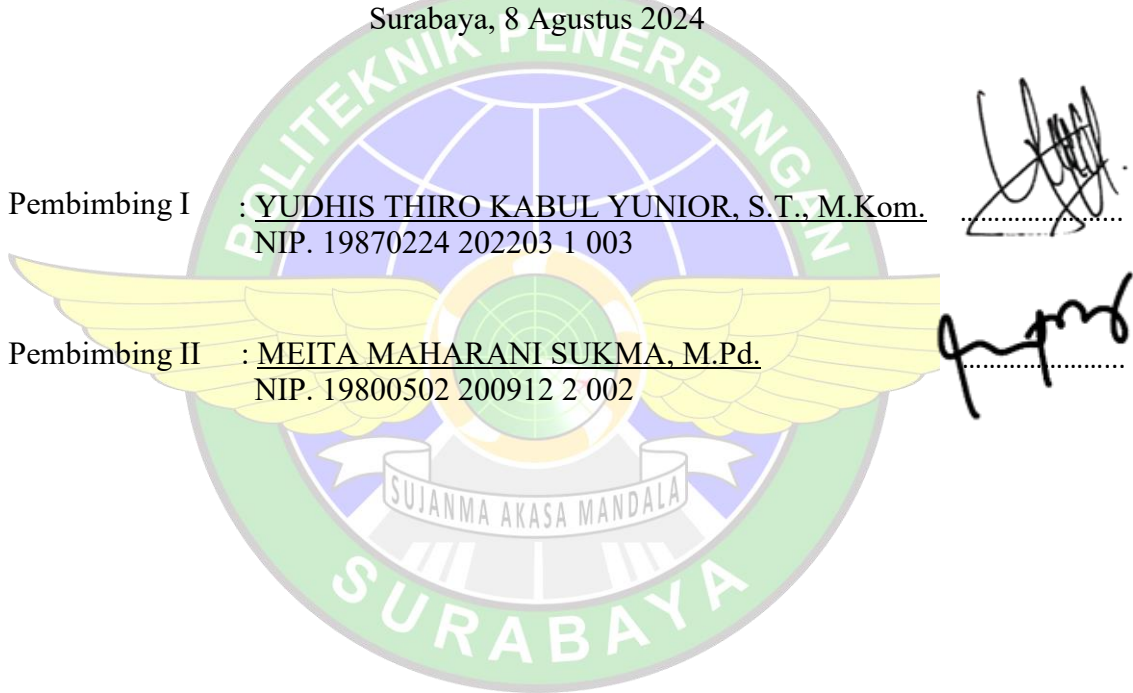 Surabaya, 8 Agustus 2024
POLITEKNIK PENERBANGAN
Pembimbing I : YUDHIS THIRO KABUL YUNIOR, S.T., M.Kom. ........................
NIP. 19870224 202203 1 003
Pembimbing II : MEITA MAHARANI SUKMA, M.Pd. ........................
NIP. 19800502 200912 2 002
SUJANMA AKASA MANDALA
SURABAYA